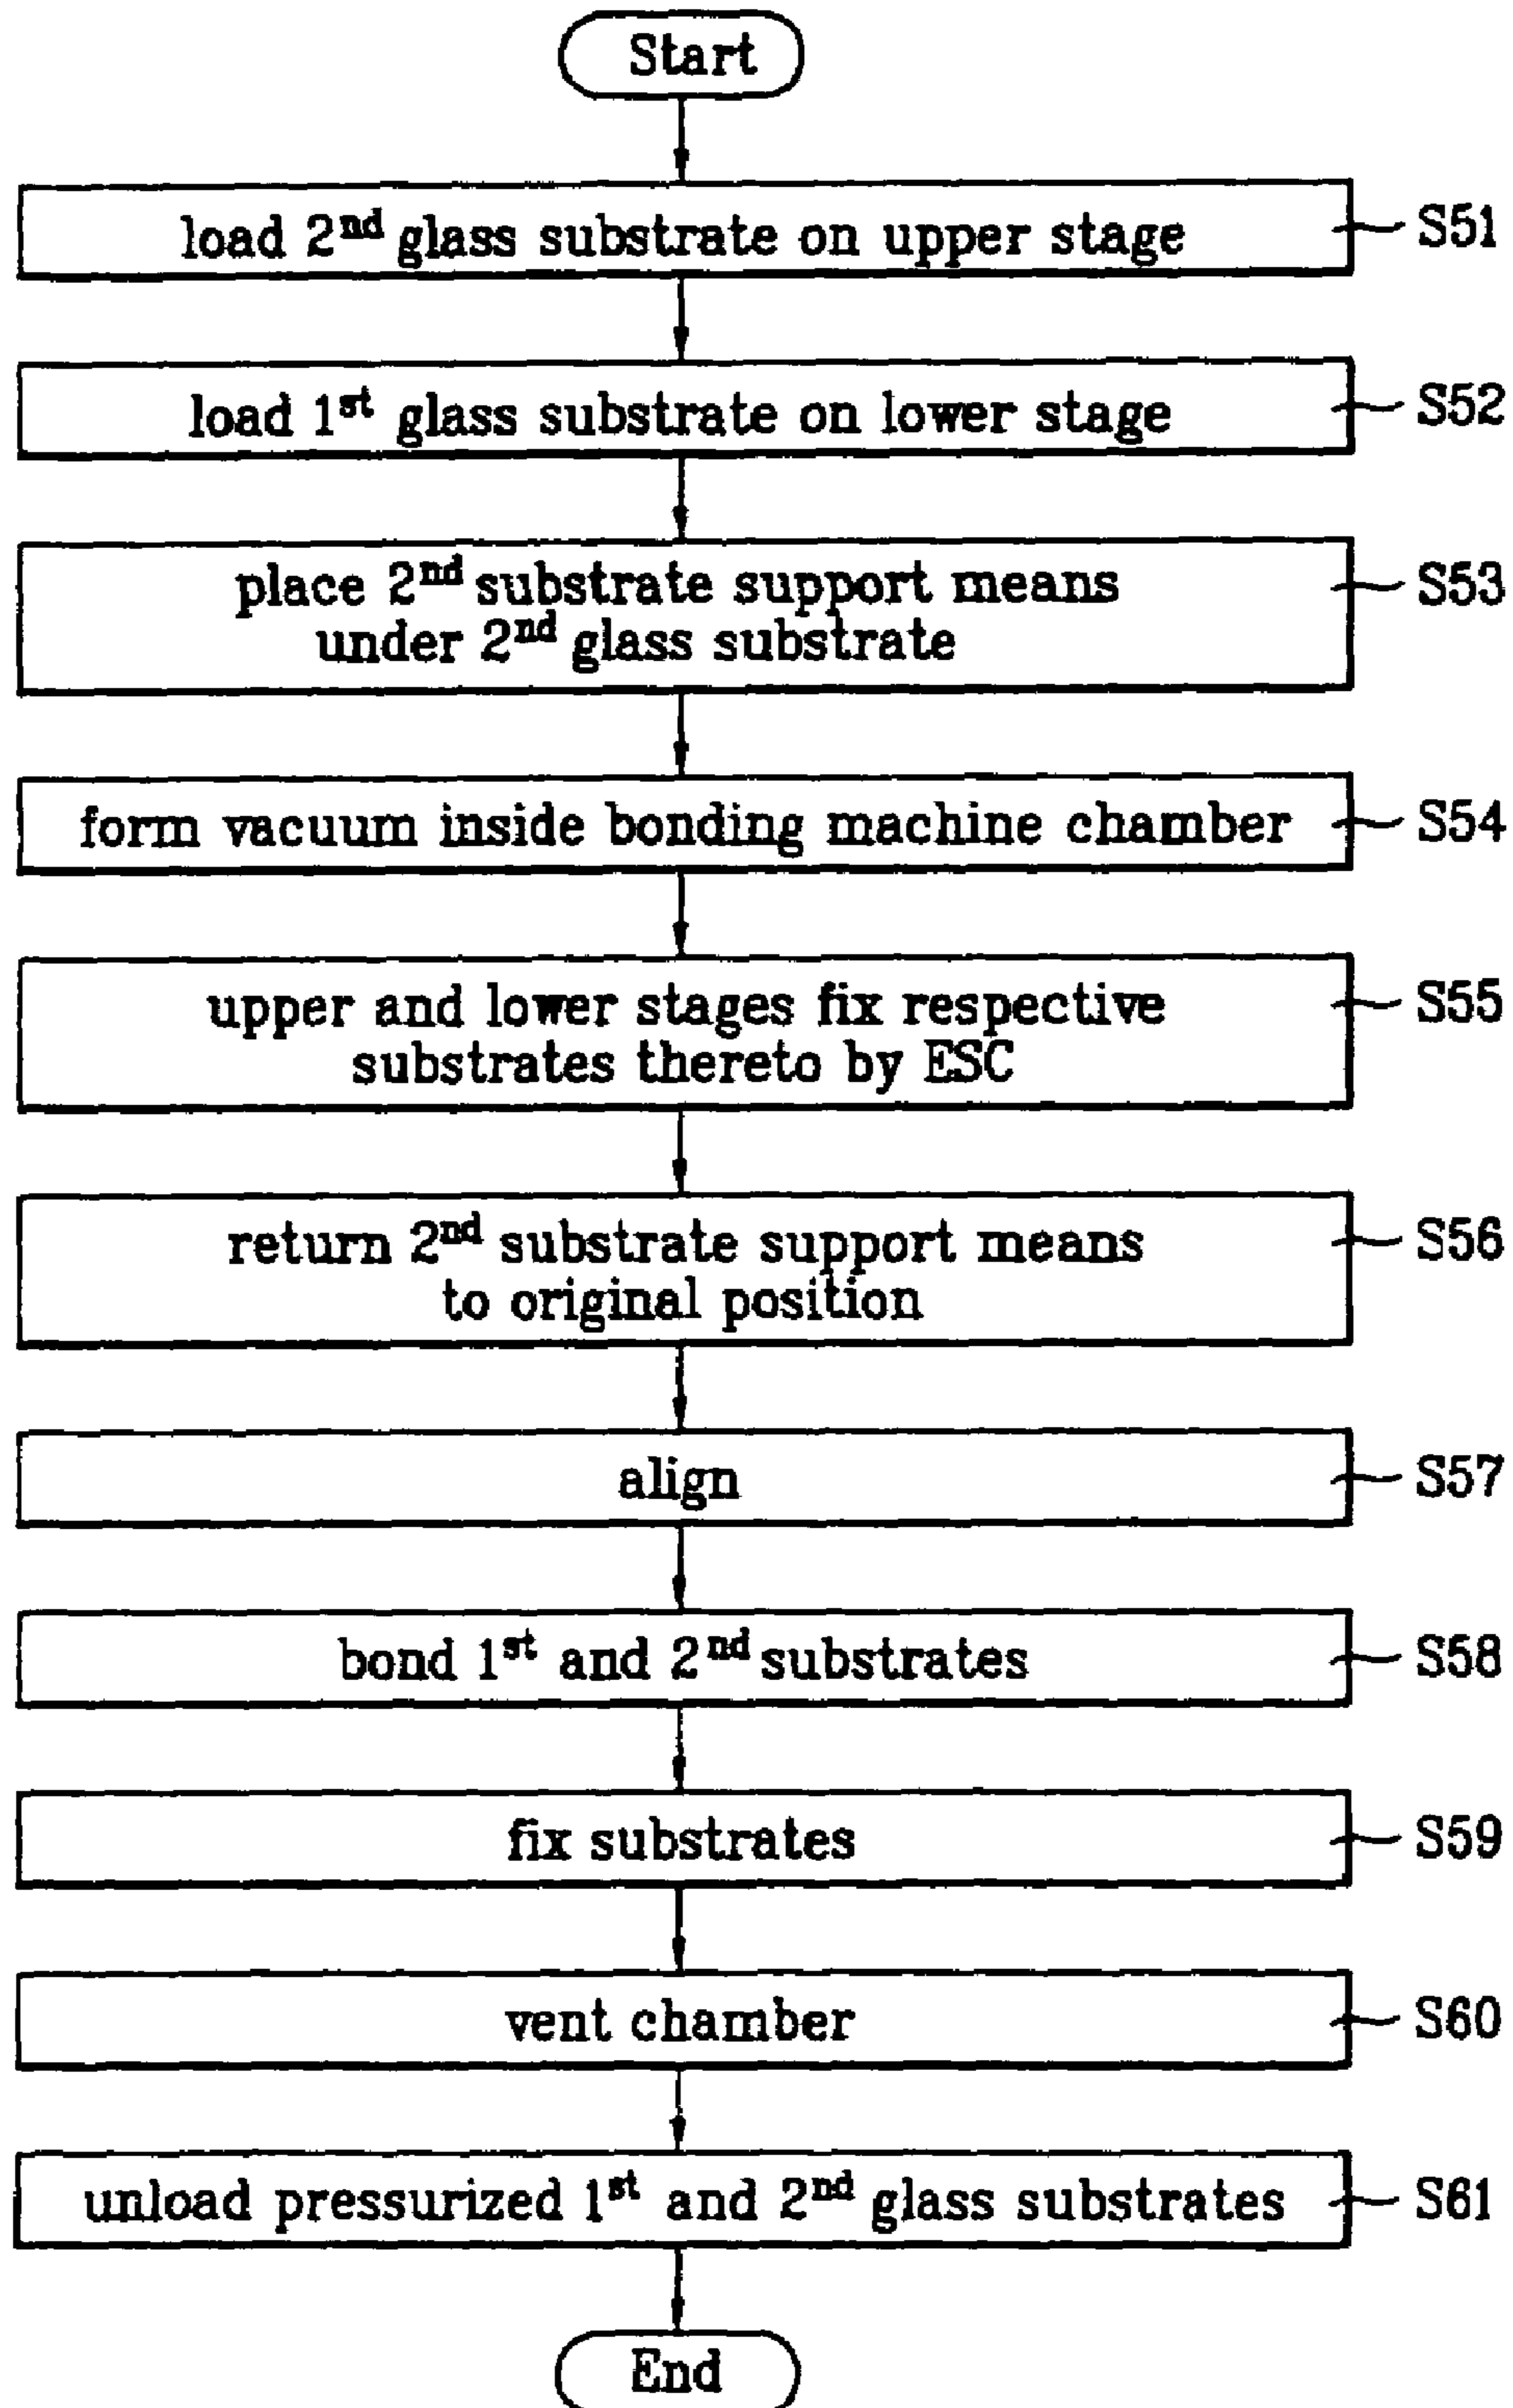 Start
load 2nd glass substrate on upper stage
S51
load 1st glass substrate on lower stage
S52
place 2nd substrate support means
under 2nd glass substrate
S53
form vacuum inside bonding machine chamber
S54
upper and lower stages fix respective
substrates thereto by ESC
S55
return 2nd substrate support means
to original position
S56
align
S57
bond 1st and 2nd substrates
S58
fix substrates
S59
vent chamber
S60
unload pressurized 1st and 2nd glass substrates
S61
End